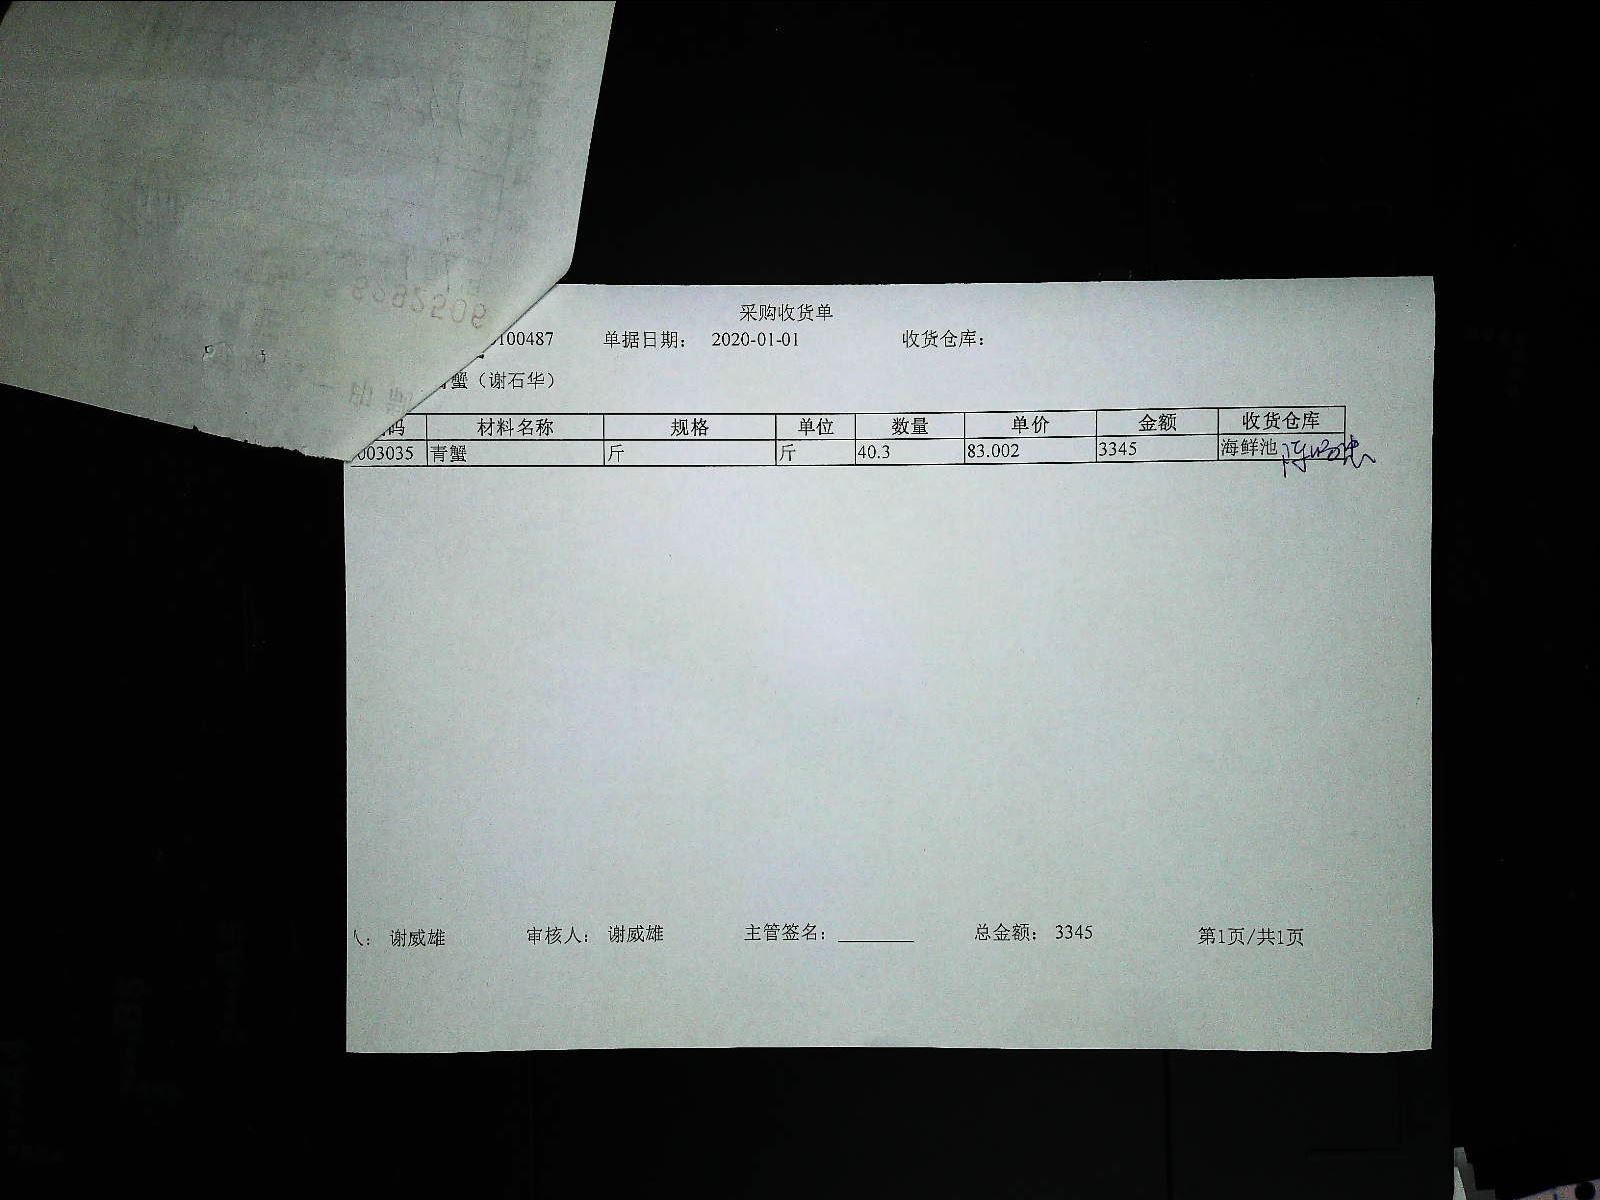 采购收货单
100487 单据日期： 2020-01-01 收货仓库：
蟹（谢石华）
码 材料名称 规格 单位 数量 单价 金额 收货仓库
003035 青蟹 斤 斤 40.3 83.002 3345 海鲜池
人： 谢威雄 审核人： 谢威雄 主管签名： 总金额： 3345 第1页/共1页